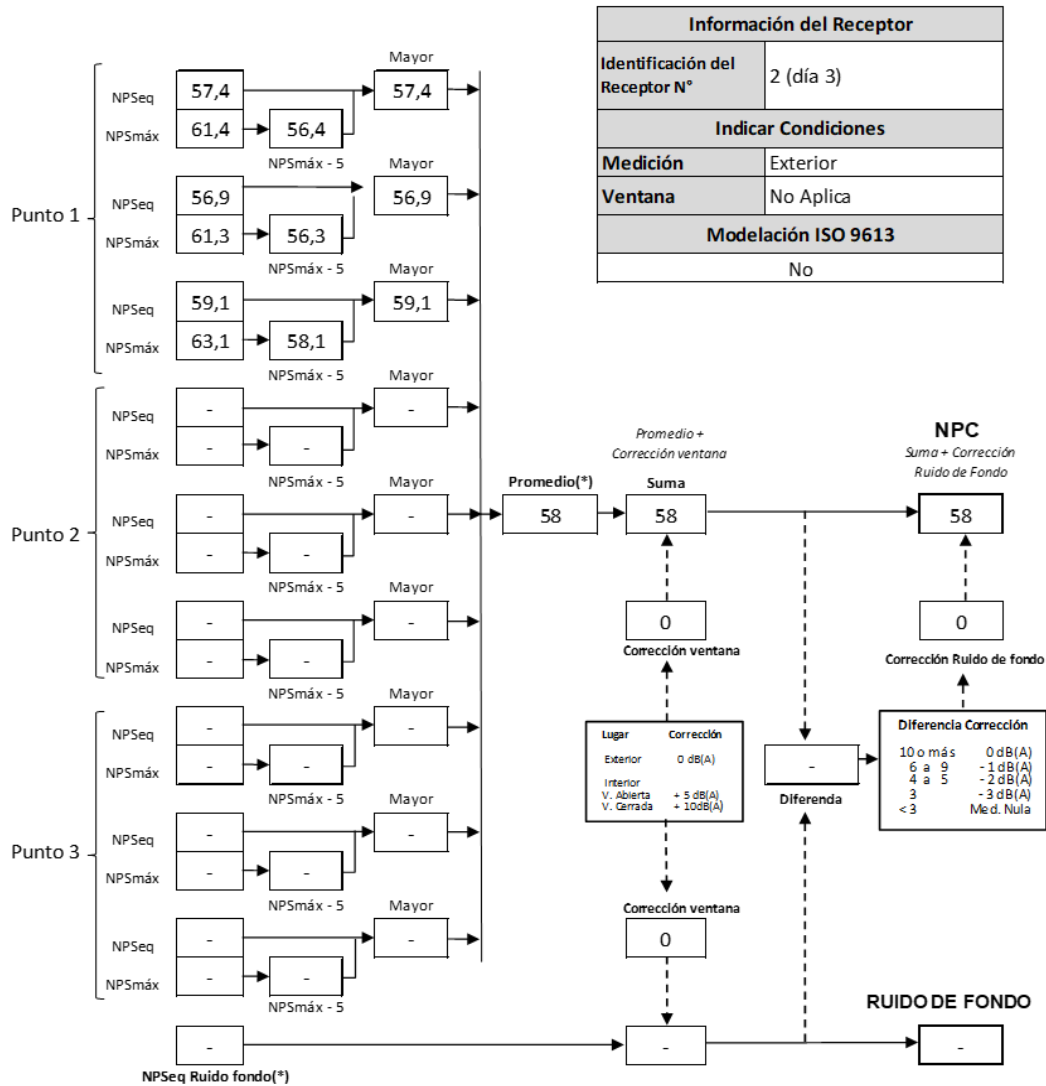 Información del Receptor
Identificación del Receptor N° 2 (día 3)
Indicar Condiciones
Medición Exterior
Ventana No Aplica
Modelación ISO 9613
No
Punto 1
Mayor
NPSeq 57,4 57,4
NPSmáx 61,4 56,4
NPSmáx - 5
Mayor
NPSeq 56,9 56,9
NPSmáx 61,3 56,3
NPSmáx - 5
Mayor
NPSeq 59,1 59,1
NPSmáx 63,1 58,1
NPSmáx - 5
Punto 2
Mayor
NPSeq - -
NPSmáx - -
NPSmáx - 5
Mayor
NPSeq - -
NPSmáx - -
NPSmáx - 5
Mayor
NPSeq - -
NPSmáx - -
NPSmáx - 5
Punto 3
Mayor
NPSeq - -
NPSmáx - -
NPSmáx - 5
Mayor
NPSeq - -
NPSmáx - -
NPSmáx - 5
Mayor
NPSeq - -
NPSmáx - -
NPSmáx - 5
-
NPSeq Ruido fondo(*)
Promedio(*)
58
Promedio +
Corrección ventana
Suma
58
0
Corrección ventana
Lugar Corrección
Exterior 0 dB(A)
Interior
V. Abierta + 5 dB(A)
V. Cerrada + 10dB(A)
Corrección ventana
0
-
NPC
Suma + Corrección
Ruido de Fondo
58
0
Corrección Ruido de fondo
Diferencia Corrección
10 o más 0 dB(A)
6 a 9 - 1 dB(A)
4 a 5 - 2 dB(A)
3 - 3 dB(A)
< 3 Med. Nula
-
Diferenda
RUIDO DE FONDO
-